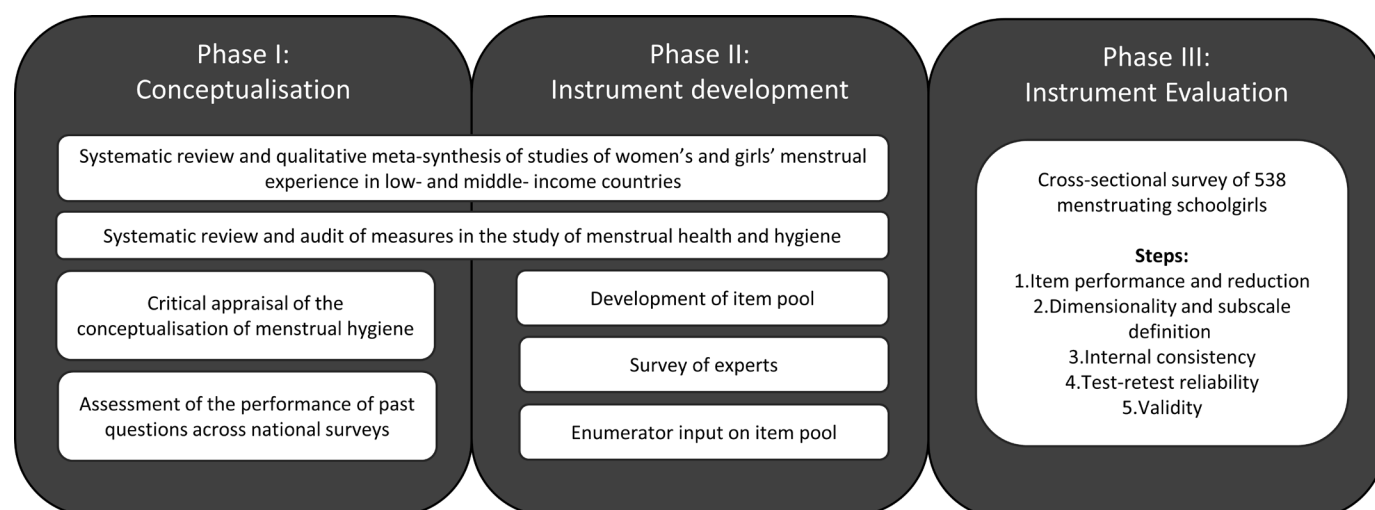 Phase I:
Conceptualisation
Phase II:
Instrument development
Phase III:
Instrument Evaluation
Systematic review and qualitative meta-synthesis of studies of women's and girls' menstrual
experience in low- and middle- income countries
Systematic review and audit of measures in the study of menstrual health and hygiene
Critical appraisal of the
conceptualisation of menstrual hygiene
Assessment of the performance of past
questions across national surveys
Development of item pool
Survey of experts
Enumerator input on item pool
Cross-sectional survey of 538
menstruating schoolgirls
Steps:
1.Item performance and reduction
2.Dimensionality and subscale
definition
3.Internal consistency
4.Test-retest reliability
5.Validity